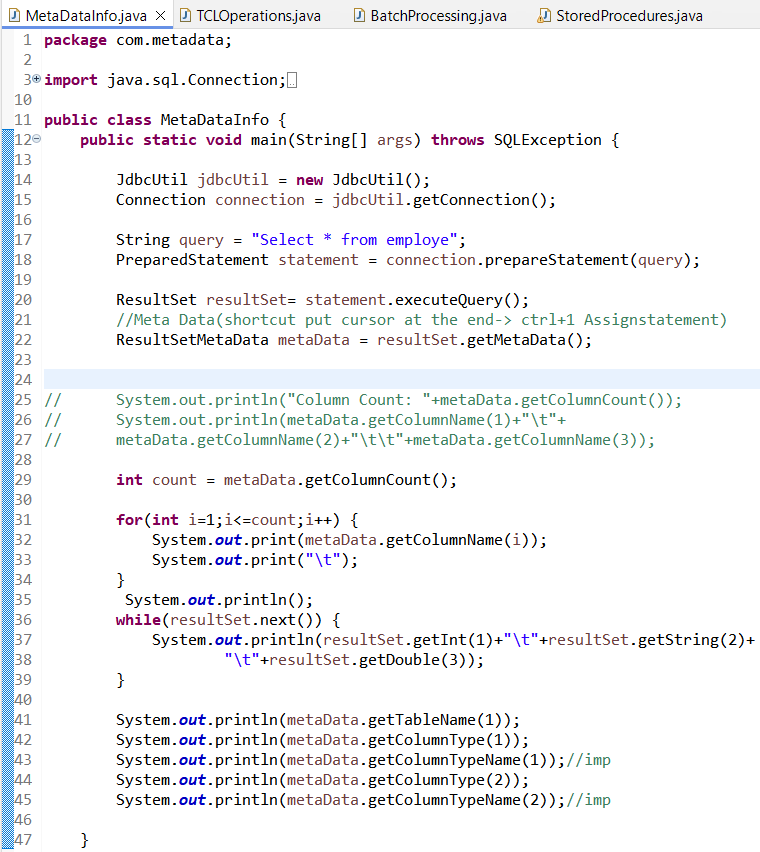 MetaDataInfo.java TCLOperations.java BatchProcessing.java StoredProcedures.java
1 package com.metadata;
2
3 import java.sql.Connection;
10
11 public class MetaDataInfo {
12 public static void main(String[] args) throws SQLException {
13
14 JdbcUtil jdbcUtil = new JdbcUtil();
15 Connection connection = jdbcUtil.getConnection();
16
17 String query = "Select * from employe";
18 PreparedStatement statement = connection.prepareStatement(query);
19
20 ResultSet resultSet= statement.executeQuery();
21 //Meta Data(shortcut put cursor at the end-> ctrl+1 Assignstatement)
22 ResultSetMetaData metaData = resultSet.getMetaData();
23
24
25 // System.out.println("Column Count: "+metaData.getColumnCount());
26 // System.out.println(metaData.getColumnName(1)+"\t"+
27 // metaData.getColumnName(2)+"\t\t"+metaData.getColumnName(3));
28
29 int count = metaData.getColumnCount();
30
31 for(int i=1;i<=count;i++) {
32 System.out.print(metaData.getColumnName(i));
33 System.out.print("\t");
34 }
35 System.out.println();
36 while(resultSet.next()) {
37 System.out.println(resultSet.getInt(1)+"\t"+resultSet.getString(2)+
38 "\t"+resultSet.getDouble(3));
39 }
40
41 System.out.println(metaData.getTableName(1));
42 System.out.println(metaData.getColumnType(1));
43 System.out.println(metaData.getColumnTypeName(1));//imp
44 System.out.println(metaData.getColumnType(2));
45 System.out.println(metaData.getColumnTypeName(2));//imp
46
47 }